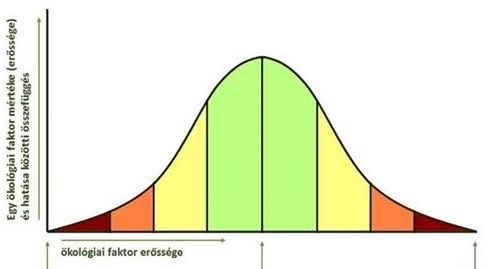 Egy ökológiai faktor mértéke (erőssége)
és hatása közötti összefüggés
ökológiai faktor erőssége